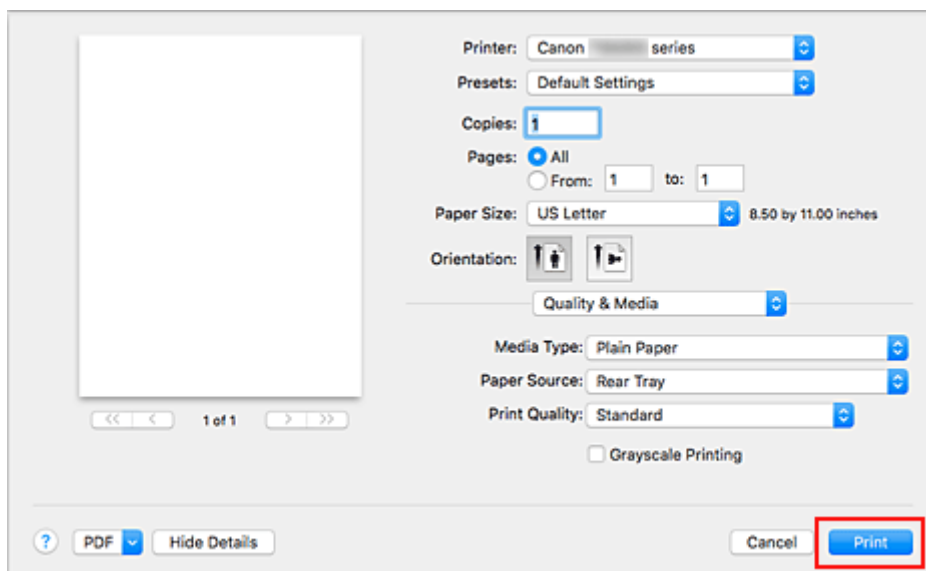 Printer: Canon series
Presets: Default Settings
Copies: 1
Pages: All
From: 1 to: 1
Paper Size: US Letter 8.50 by 11.00 inches
Orientation:
Quality & Media
Media Type: Plain Paper
Paper Source: Rear Tray
Print Quality: Standard
Grayscale Printing
<< < 1 of 1 > >>
? PDF Hide Details Cancel Print